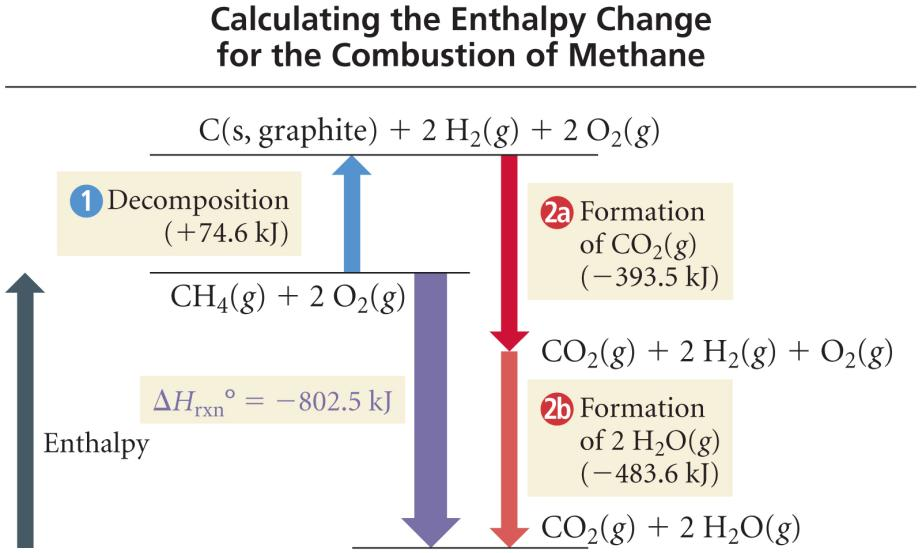 Calculating the Enthalpy Change
for the Combustion of Methane
C(s, graphite) + 2 H₂(g) + 2 O₂(g)
1 Decomposition
(+74.6 kJ)
2a Formation
of CO₂(g)
(−393.5 kJ)
CH₄(g) + 2 O₂(g)
CO₂(g) + 2 H₂(g) + O₂(g)
ΔHrxn° = −802.5 kJ
2b Formation
of 2 H₂O(g)
(−483.6 kJ)
Enthalpy
CO₂(g) + 2 H₂O(g)